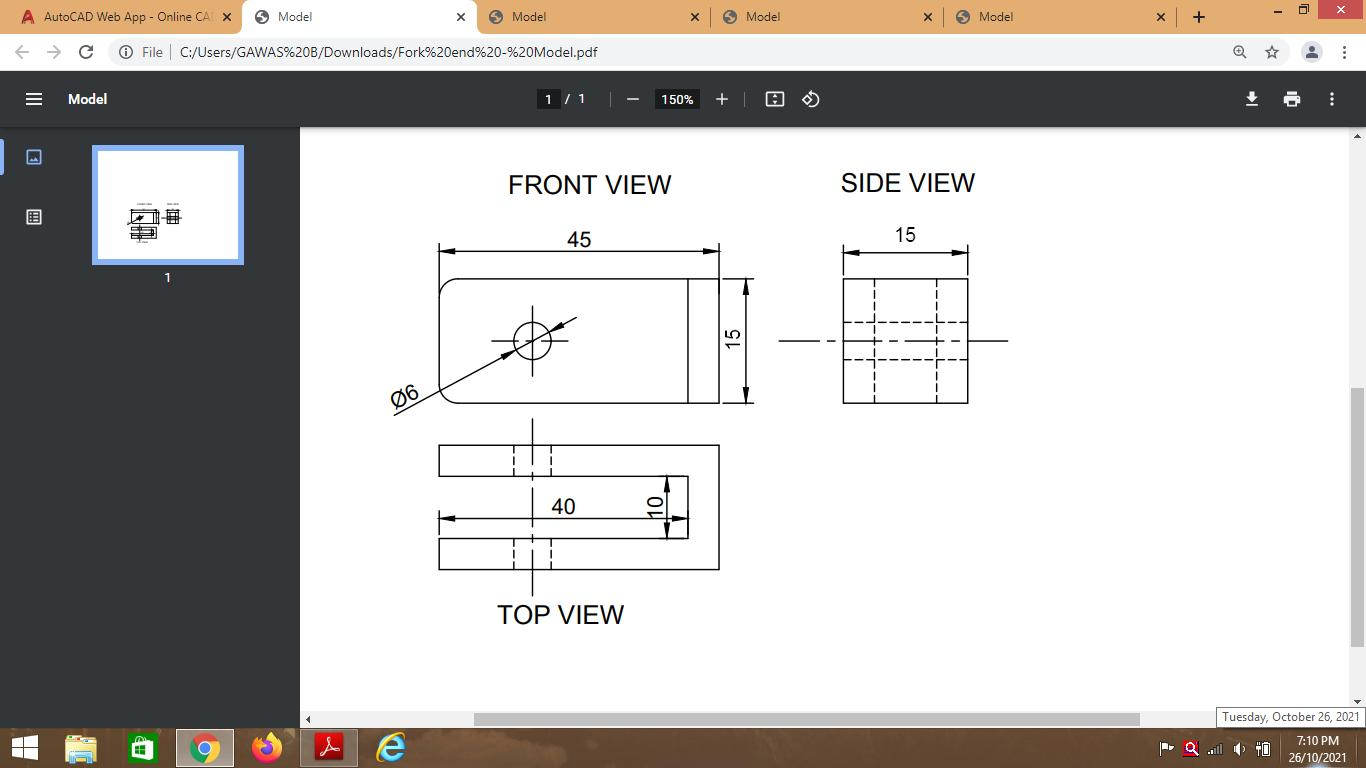 AutoCAD Web App - Online CA
Model
Model
Model
Model
File
C:/Users/GAWAS%20B/Downloads/Fork%20end%20-%20Model.pdf
Model
1 / 1
150%
1
FRONT VIEW
SIDE VIEW
45
15
15
Ø6
40
10
TOP VIEW
Tuesday, October 26, 2021
7:10 PM
26/10/2021